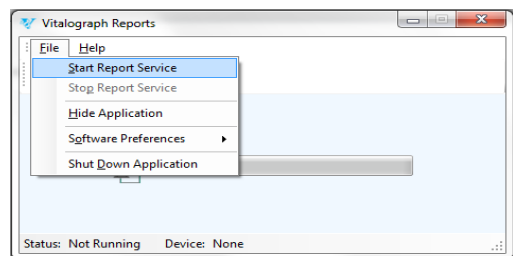 Vitalograph Reports
File Help
Start Report Service
Stop Report Service
Hide Application
Software Preferences
Shut Down Application
Status: Not Running Device: None